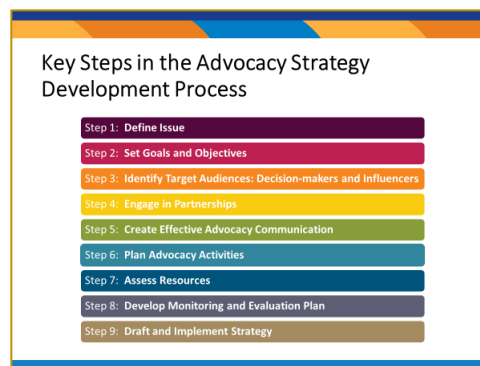 Key Steps in the Advocacy Strategy
Development Process
Step 1: Define Issue
Step 2: Set Goals and Objectives
Step 3: Identify Target Audiences: Decision-makers and Influencers
Step 4: Engage in Partnerships
Step 5: Create Effective Advocacy Communication
Step 6: Plan Advocacy Activities
Step 7: Assess Resources
Step 8: Develop Monitoring and Evaluation Plan
Step 9: Draft and Implement Strategy